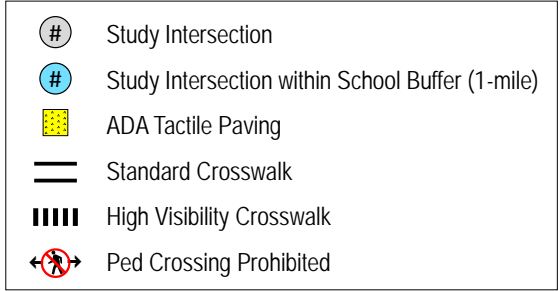 # Study Intersection
# Study Intersection within School Buffer (1-mile)
ADA Tactile Paving
Standard Crosswalk
High Visibility Crosswalk
Ped Crossing Prohibited